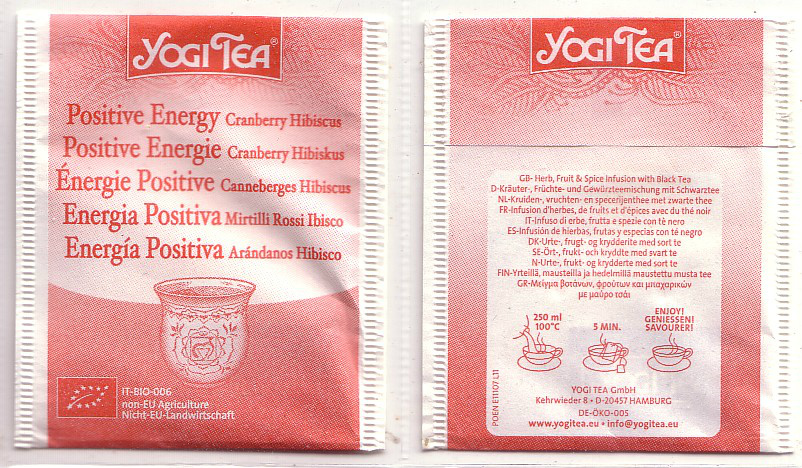 YOGI TEA®
Positive Energy Cranberry Hibiscus
Positive Energie Cranberry Hibiskus
Énergie Positive Canneberges Hibiscus
Energia Positiva Mirtilli Rossi Ibisco
Energía Positiva Arándanos Hibisco
IT-BIO-006
non-EU Agriculture
Nicht-EU-Landwirtschaft
YOGI TEA®
GB- Herb, Fruit & Spice Infusion with Black Tea
D-Kräuter-, Früchte- und Gewürzteemischung mit Schwarztee
NL-Kruiden-, vruchten- en specerijenthee met zwarte thee
FR-Infusion d'herbes, de fruits et d'épices avec du thé noir
IT-Infuso di erbe, frutta e spezie con tè nero
ES-Infusión de hierbas, frutas y especias con té negro
DK-Urte-, frugt- og krydderite med sort te
SE-Ört-, frukt- och kryddte med svart te
N-Urte-, frukt- og krydderte med sort te
FIN-Yrteillä, mausteilla ja hedelmillä maustettu musta tee
GR-Μείγμα βοτάνων, φρούτων και μπαχαρικών
με μαύρο τσάι
250 ml
100°C
5 MIN.
ENJOY!
GENIESSEN!
SAVOURER!
YOGI TEA GmbH
Kehrwieder 8 • D-20457 HAMBURG
DE-ÖKO-005
www.yogitea.eu • info@yogitea.eu
POEN E11107 L11